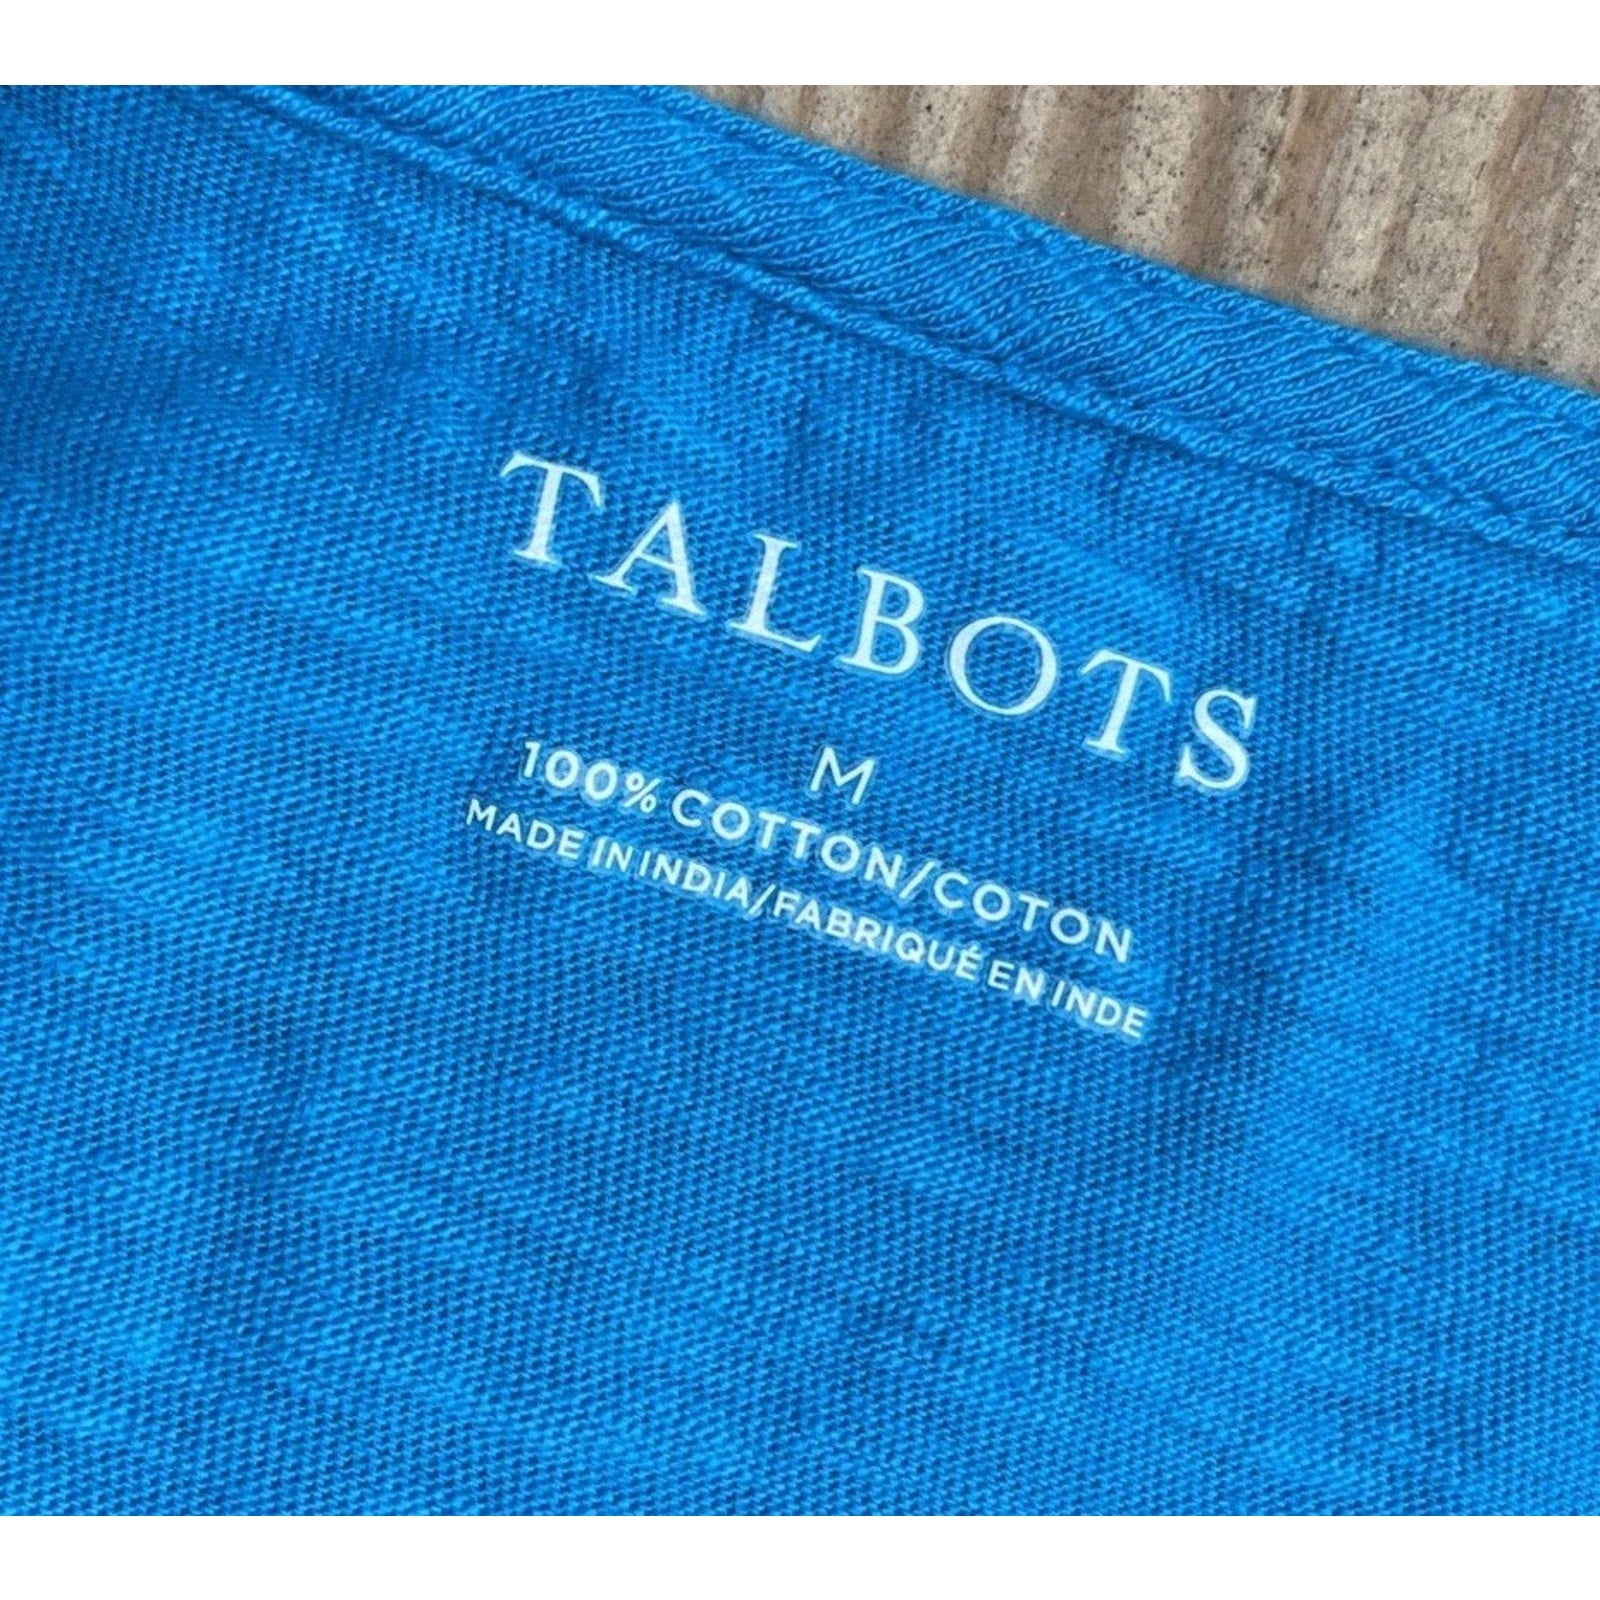 TALBOTS
M
100% COTTON/COTON
MADE IN INDIA/FABRIQUÉ EN INDE